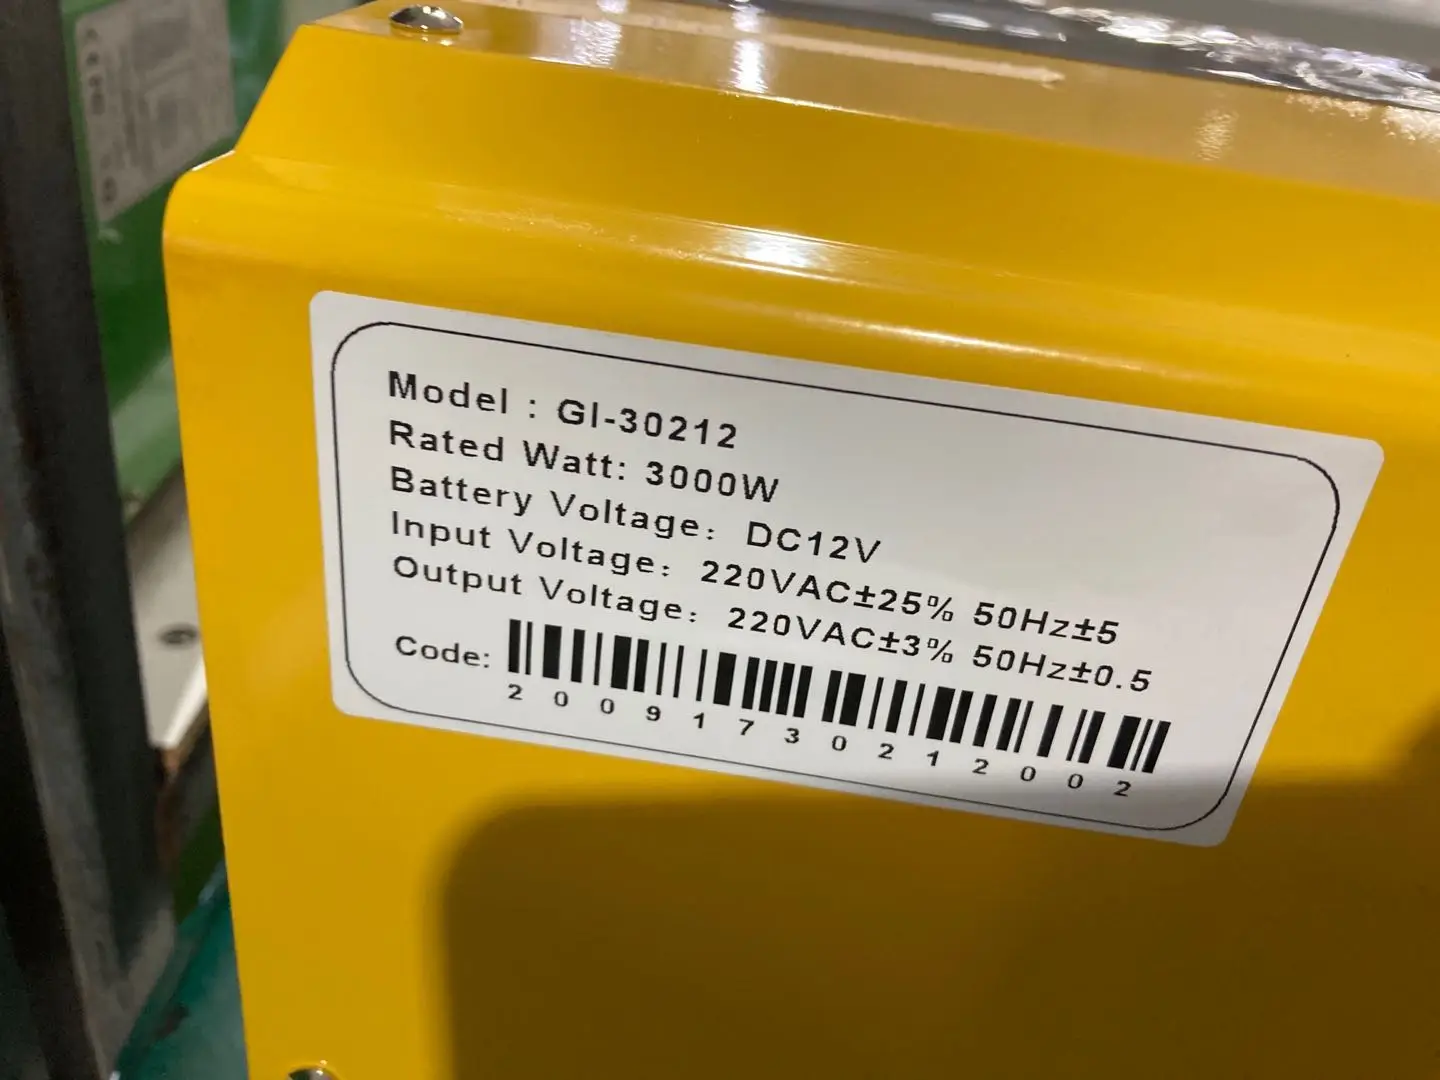 Model : GI-30212
Rated Watt: 3000W
Battery Voltage: DC12V
Input Voltage: 220VAC±25% 50Hz±5
Output Voltage: 220VAC±3% 50Hz±0.5
Code:
20091730212002